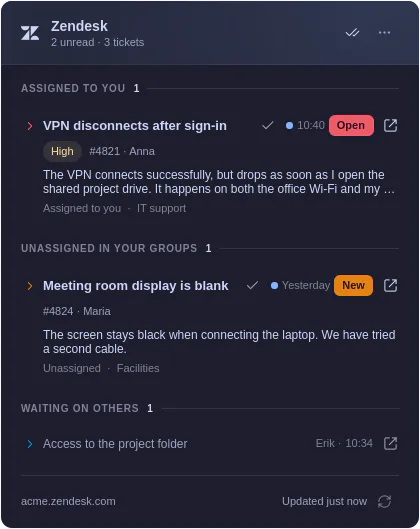 Zendesk
2 unread · 3 tickets
ASSIGNED TO YOU 1
VPN disconnects after sign-in 10:40 Open
High #4821 · Anna
The VPN connects successfully, but drops as soon as I open the
shared project drive. It happens on both the office Wi-Fi and my ...
Assigned to you · IT support
UNASSIGNED IN YOUR GROUPS 1
Meeting room display is blank Yesterday New
#4824 · Maria
The screen stays black when connecting the laptop. We have tried
a second cable.
Unassigned · Facilities
WAITING ON OTHERS 1
Access to the project folder Erik · 10:34
acme.zendesk.com Updated just now